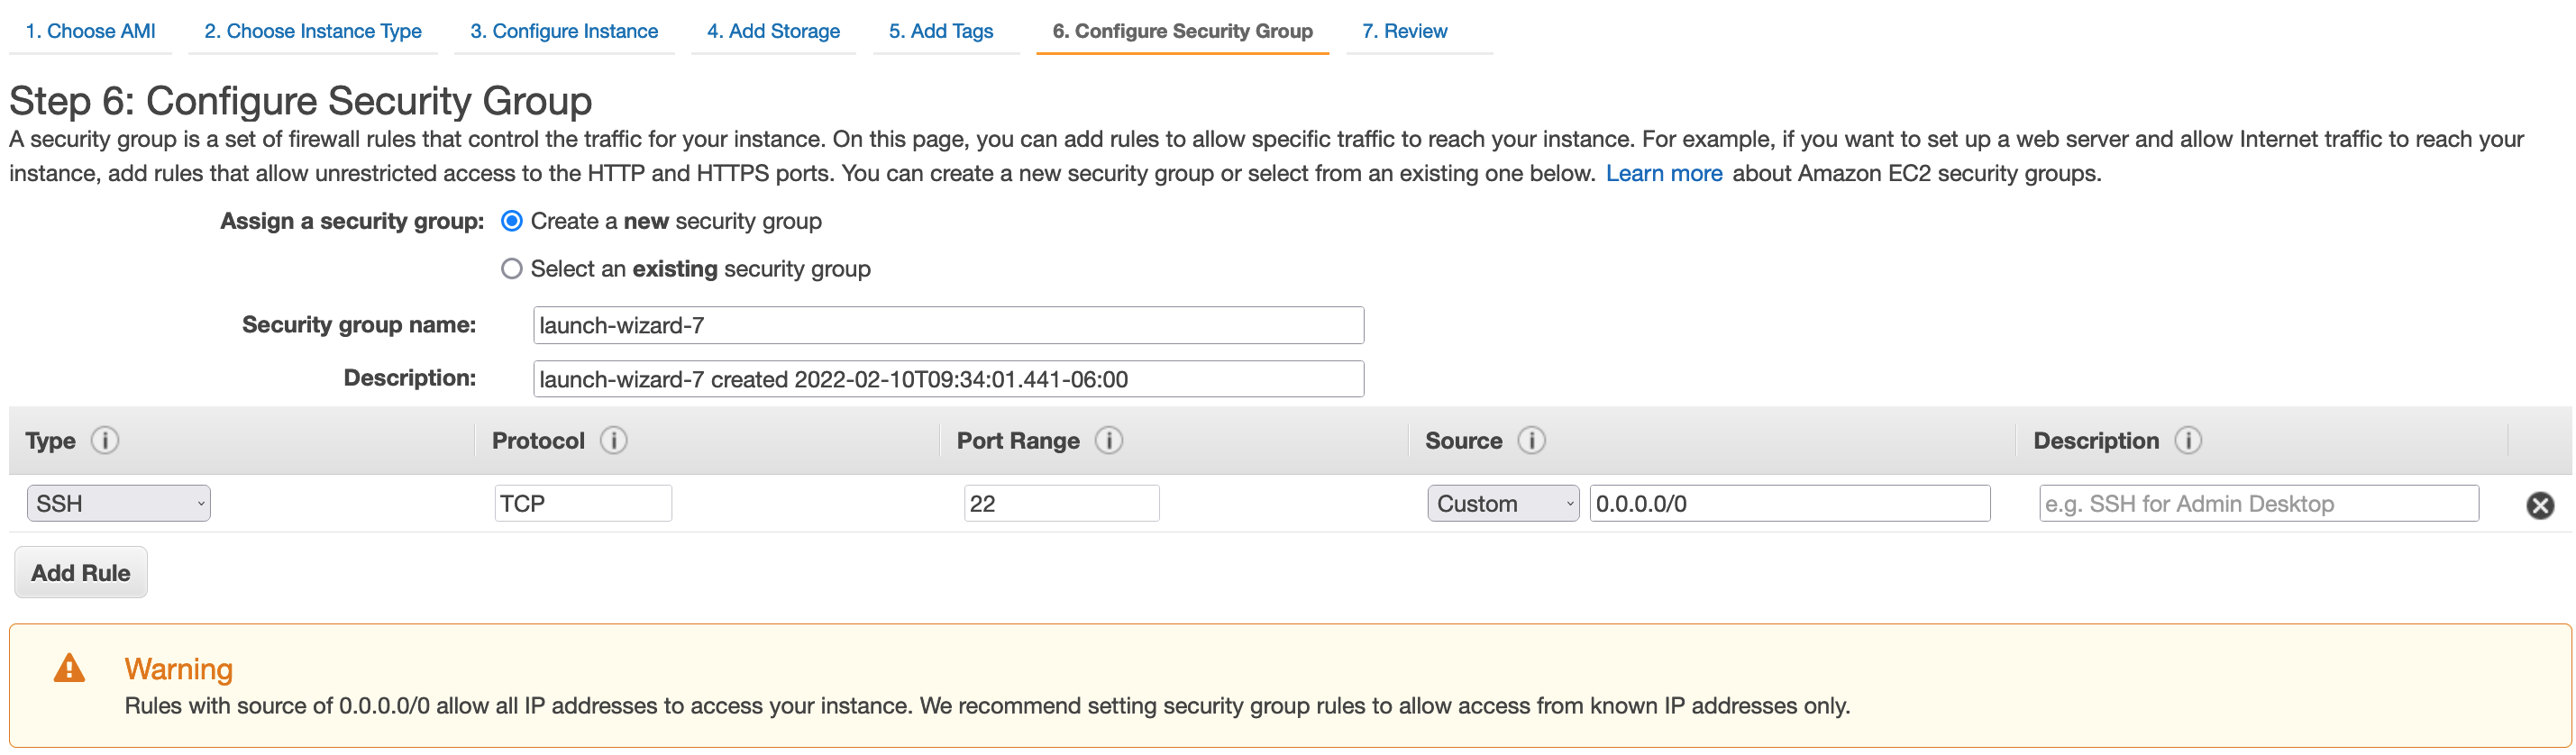 1. Choose AMI 2. Choose Instance Type 3. Configure Instance 4. Add Storage 5. Add Tags 6. Configure Security Group 7. Review
Step 6: Configure Security Group
A security group is a set of firewall rules that control the traffic for your instance. On this page, you can add rules to allow specific traffic to reach your instance. For example, if you want to set up a web server and allow Internet traffic to reach your
instance, add rules that allow unrestricted access to the HTTP and HTTPS ports. You can create a new security group or select from an existing one below. Learn more about Amazon EC2 security groups.
Assign a security group: Create a new security group
Select an existing security group
Security group name: launch-wizard-7
Description: launch-wizard-7 created 2022-02-10T09:34:01.441-06:00
Type i Protocol i Port Range i Source i Description i
SSH TCP 22 Custom 0.0.0.0/0 e.g. SSH for Admin Desktop
Add Rule
Warning
Rules with source of 0.0.0.0/0 allow all IP addresses to access your instance. We recommend setting security group rules to allow access from known IP addresses only.